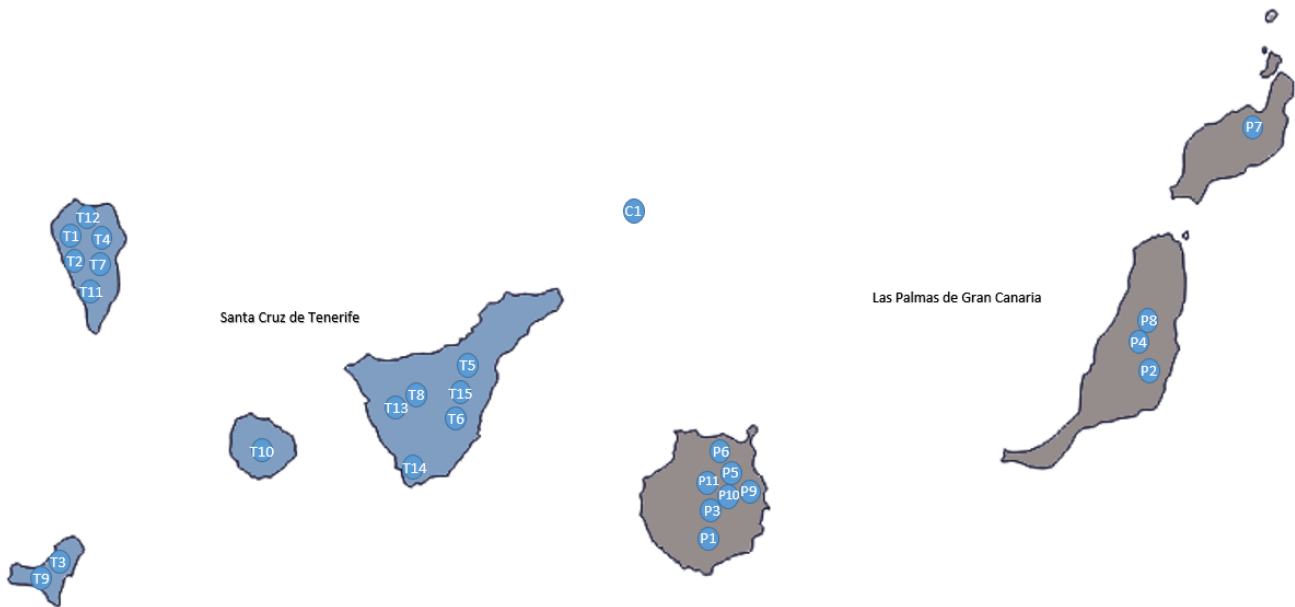 P7
C1
T12
T1
T4
T2
T7
T11
Las Palmas de Gran Canaria
Santa Cruz de Tenerife
P8
P4
P2
T5
T8
T15
T13
T6
T10
T14
P6
P5
P11
P10
P9
P3
P1
T3
T9